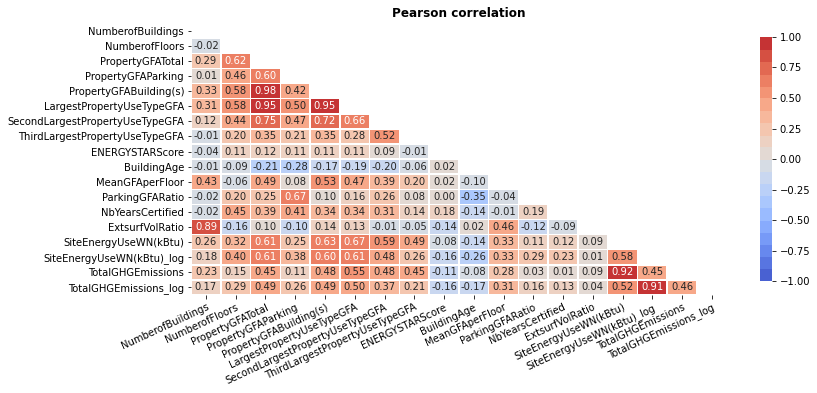 Pearson correlation
NumberofBuildings
NumberofFloors -0.02
PropertyGFATotal 0.29 0.62
PropertyGFAParking 0.01 0.46 0.60
PropertyGFABuilding(s) 0.33 0.58 0.98 0.42
LargestPropertyUseTypeGFA 0.31 0.58 0.95 0.50 0.95
SecondLargestPropertyUseTypeGFA 0.12 0.44 0.75 0.47 0.72 0.66
ThirdLargestPropertyUseTypeGFA -0.01 0.20 0.35 0.21 0.35 0.28 0.52
ENERGYSTARScore -0.04 0.11 0.12 0.11 0.11 0.11 0.09 -0.01
BuildingAge -0.01 -0.09 -0.21 -0.28 -0.17 -0.19 -0.20 -0.06 0.02
MeanGFAperFloor 0.43 -0.06 0.49 0.08 0.53 0.47 0.39 0.20 0.02 -0.10
ParkingGFARatio -0.02 0.20 0.25 0.67 0.10 0.16 0.26 0.08 0.00 -0.35 -0.04
NbYearsCertified -0.02 0.45 0.39 0.41 0.34 0.34 0.31 0.14 0.18 -0.14 -0.01 0.19
ExtsurfVolRatio 0.89 -0.16 0.10 -0.10 0.14 0.13 -0.01 -0.05 -0.14 0.02 0.46 -0.12 -0.09
SiteEnergyUseWN(kBtu) 0.26 0.32 0.61 0.25 0.63 0.67 0.59 0.49 -0.08 -0.14 0.33 0.11 0.12 0.09
SiteEnergyUseWN(kBtu)_log 0.18 0.40 0.61 0.38 0.60 0.61 0.48 0.26 -0.16 -0.26 0.33 0.29 0.23 0.01 0.58
TotalGHGEmissions 0.23 0.15 0.45 0.11 0.48 0.55 0.48 0.45 -0.11 -0.08 0.28 0.03 0.01 0.09 0.92 0.45
TotalGHGEmissions_log 0.17 0.29 0.49 0.26 0.49 0.50 0.37 0.21 -0.16 -0.17 0.31 0.16 0.13 0.04 0.52 0.91 0.46
NumberofBuildings
NumberofFloors
PropertyGFATotal
PropertyGFAParking
PropertyGFABuilding(s)
LargestPropertyUseTypeGFA
SecondLargestPropertyUseTypeGFA
ThirdLargestPropertyUseTypeGFA
ENERGYSTARScore
BuildingAge
MeanGFAperFloor
ParkingGFARatio
NbYearsCertified
ExtsurfVolRatio
SiteEnergyUseWN(kBtu)
SiteEnergyUseWN(kBtu)_log
TotalGHGEmissions
TotalGHGEmissions_log
1.00
0.75
0.50
0.25
0.00
−0.25
−0.50
−0.75
−1.00